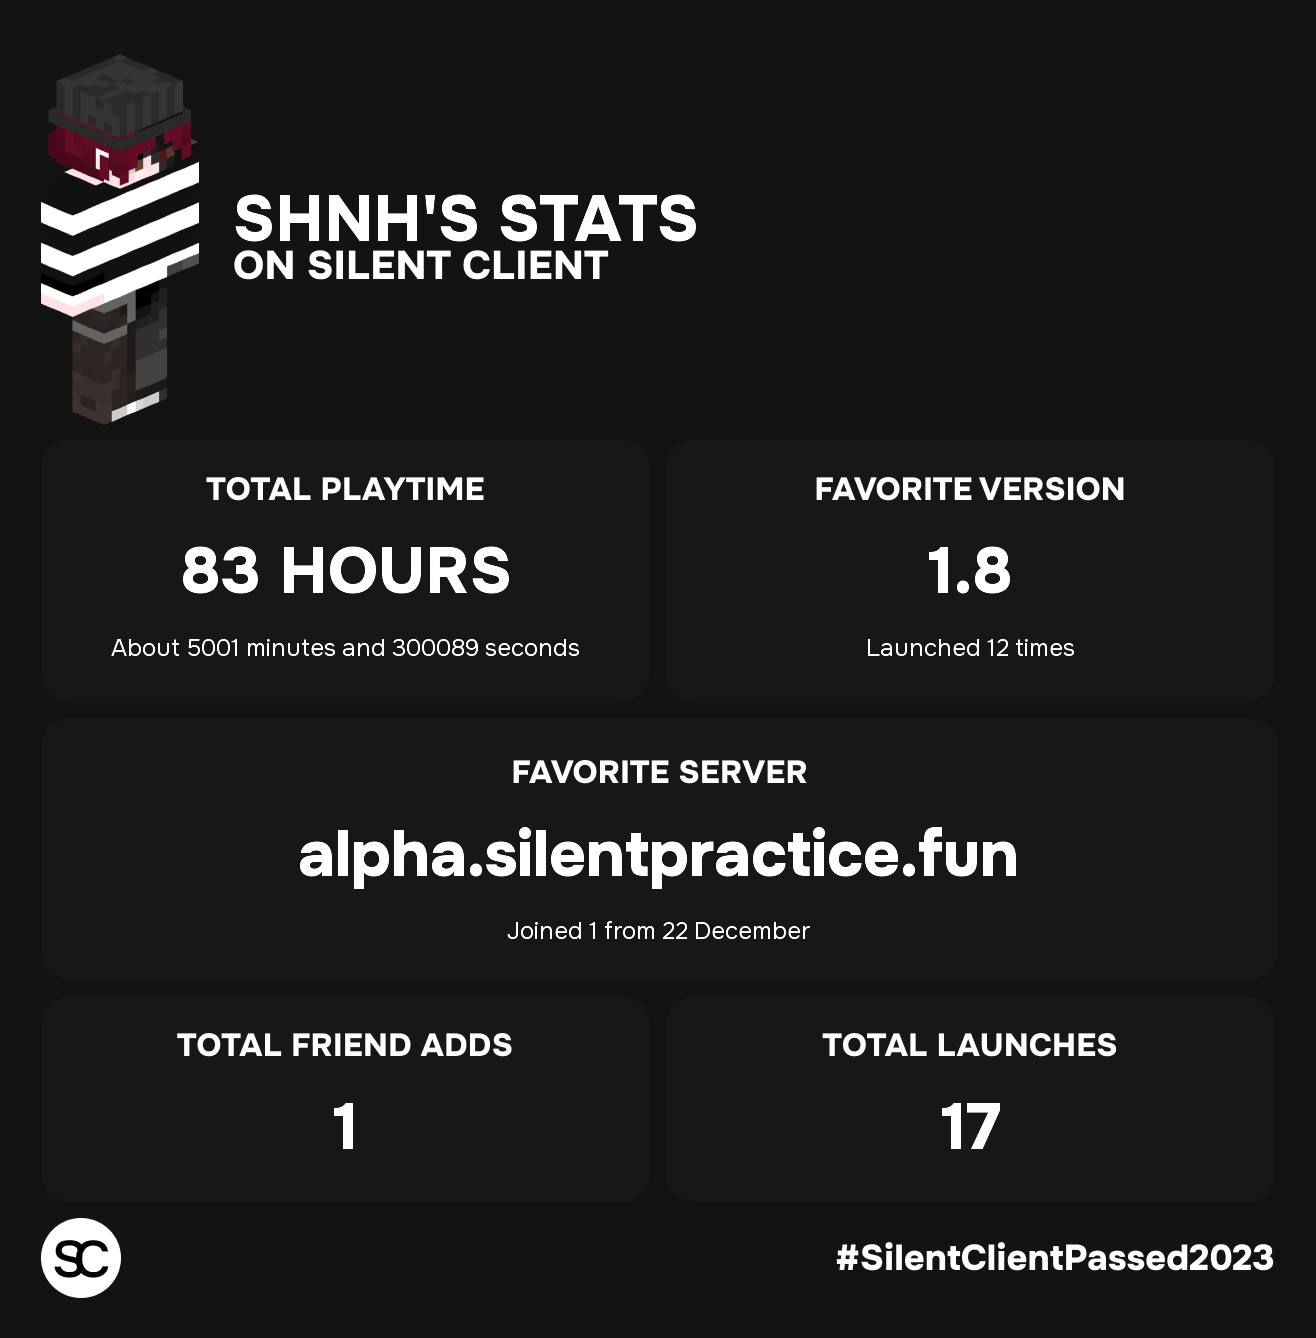 SHNH'S STATS
ON SILENT CLIENT
TOTAL PLAYTIME
83 HOURS
About 5001 minutes and 300089 seconds
FAVORITE VERSION
1.8
Launched 12 times
FAVORITE SERVER
alpha.silentpractice.fun
Joined 1 from 22 December
TOTAL FRIEND ADDS
1
TOTAL LAUNCHES
17
SC
#SilentClientPassed2023